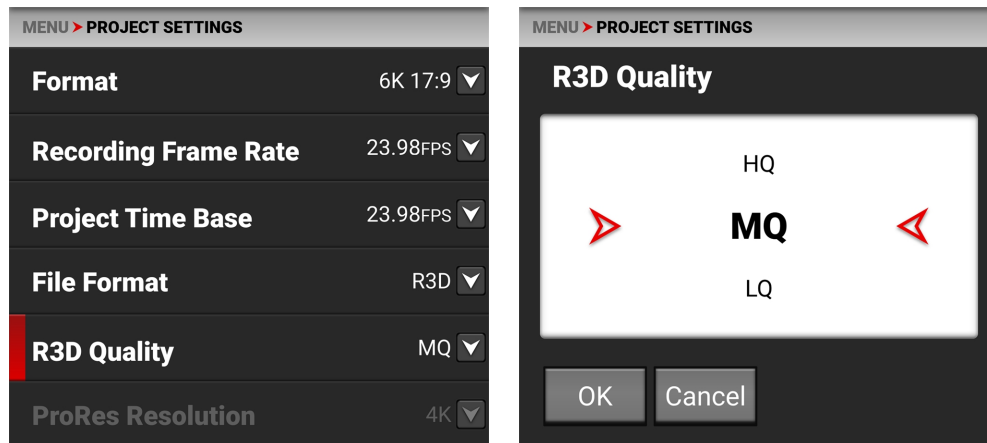 MENU > PROJECT SETTINGS
Format 6K 17:9
Recording Frame Rate 23.98FPS
Project Time Base 23.98FPS
File Format R3D
R3D Quality MQ
ProRes Resolution 4K
MENU > PROJECT SETTINGS
R3D Quality
HQ
MQ
LQ
OK Cancel